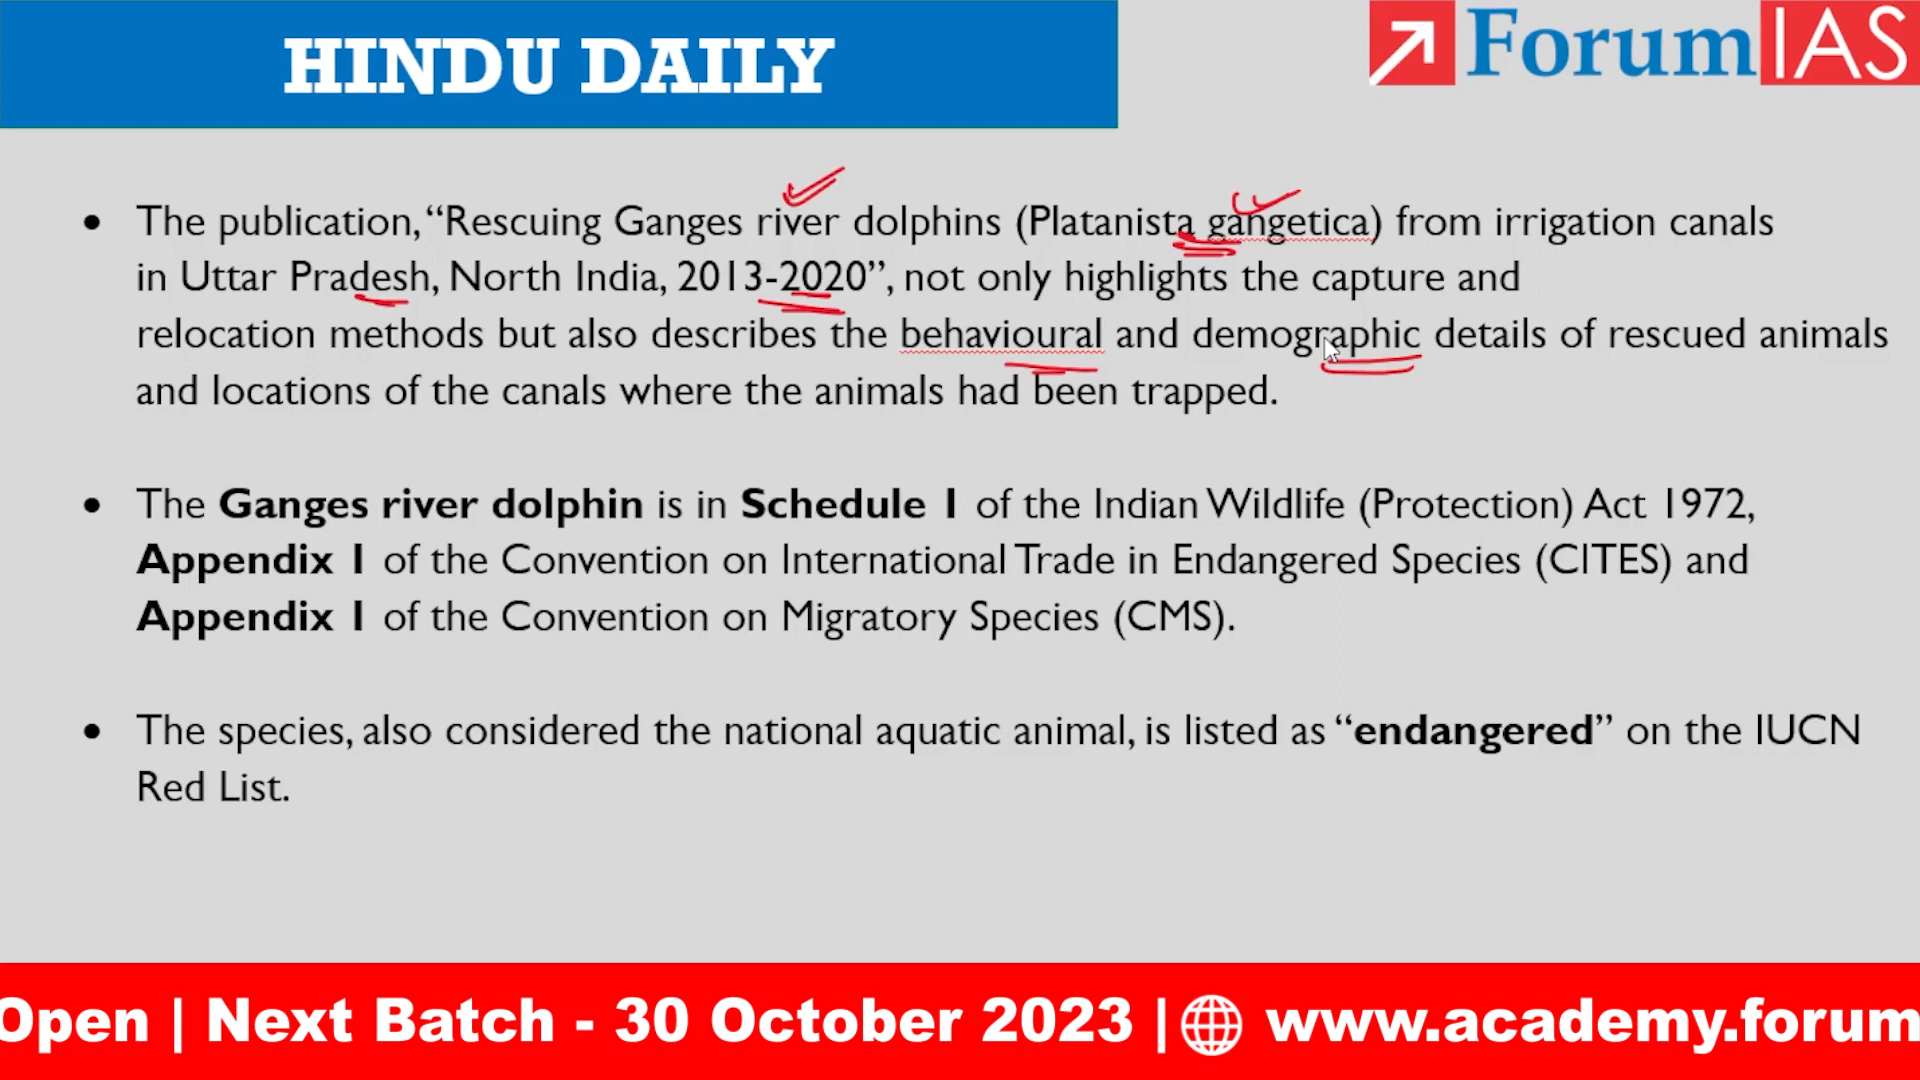 HINDU DAILY
ForumIAS
• The publication, “Rescuing Ganges river dolphins (Platanista gangetica) from irrigation canals
in Uttar Pradesh, North India, 2013-2020”, not only highlights the capture and
relocation methods but also describes the behavioural and demographic details of rescued animals
and locations of the canals where the animals had been trapped.
• The Ganges river dolphin is in Schedule I of the Indian Wildlife (Protection) Act 1972,
Appendix I of the Convention on International Trade in Endangered Species (CITES) and
Appendix I of the Convention on Migratory Species (CMS).
• The species, also considered the national aquatic animal, is listed as “endangered” on the IUCN
Red List.
Open | Next Batch - 30 October 2023 | www.academy.forum